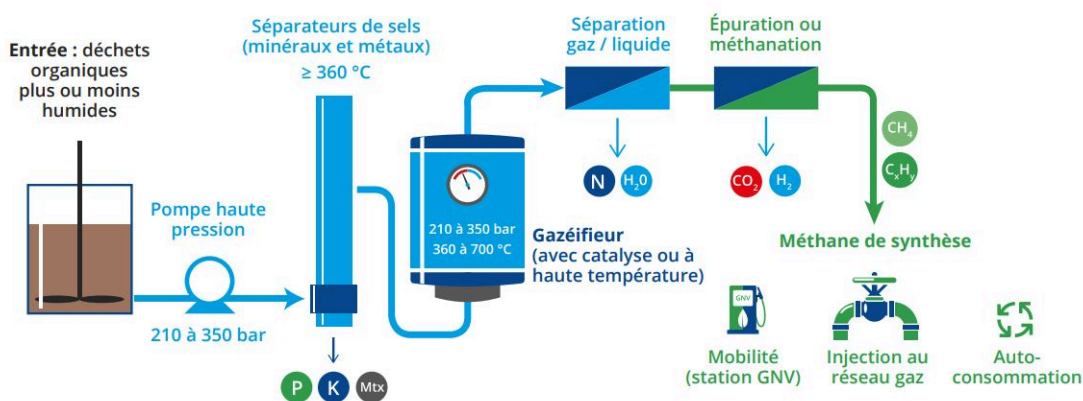 Entrée : déchets
organiques
plus ou moins
humides
Pompe haute
pression
210 à 350 bar
Séparateurs de sels
(minéraux et métaux)
≥ 360 °C
P
K
Mtx
210 à 350 bar
360 à 700 °C
Gazéifieur
(avec catalyse ou à
haute température)
Séparation
gaz / liquide
N
H₂0
Épuration ou
méthanation
CO₂
H₂
CH₄
CₓHᵧ
Méthane de synthèse
GNV
Mobilité
(station GNV)
Injection au
réseau gaz
Auto-
consommation